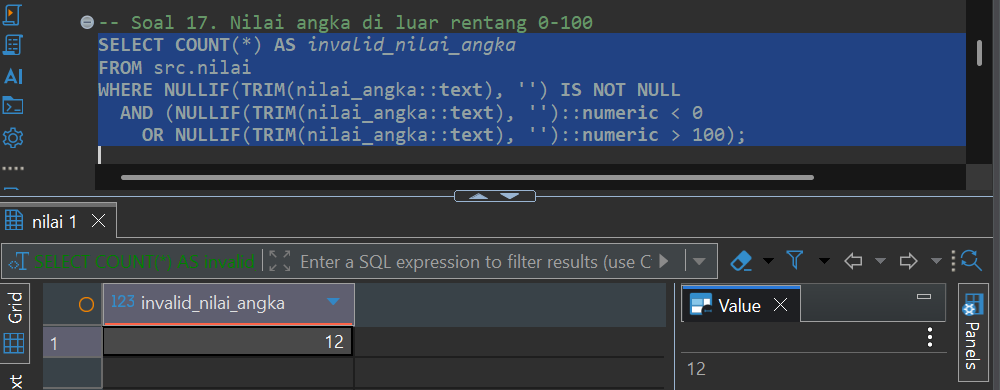 -- Soal 17. Nilai angka di luar rentang 0-100
SELECT COUNT(*) AS invalid_nilai_angka
FROM src.nilai
WHERE NULLIF(TRIM(nilai_angka::text), '') IS NOT NULL
AND (NULLIF(TRIM(nilai_angka::text), '')::numeric < 0
OR NULLIF(TRIM(nilai_angka::text), '')::numeric > 100);
AI
nilai 1
T SELECT COUNT(*) AS invalid
Enter a SQL expression to filter results (use C
Grid
123 invalid_nilai_angka
1 12
xt
Value
12
Panels